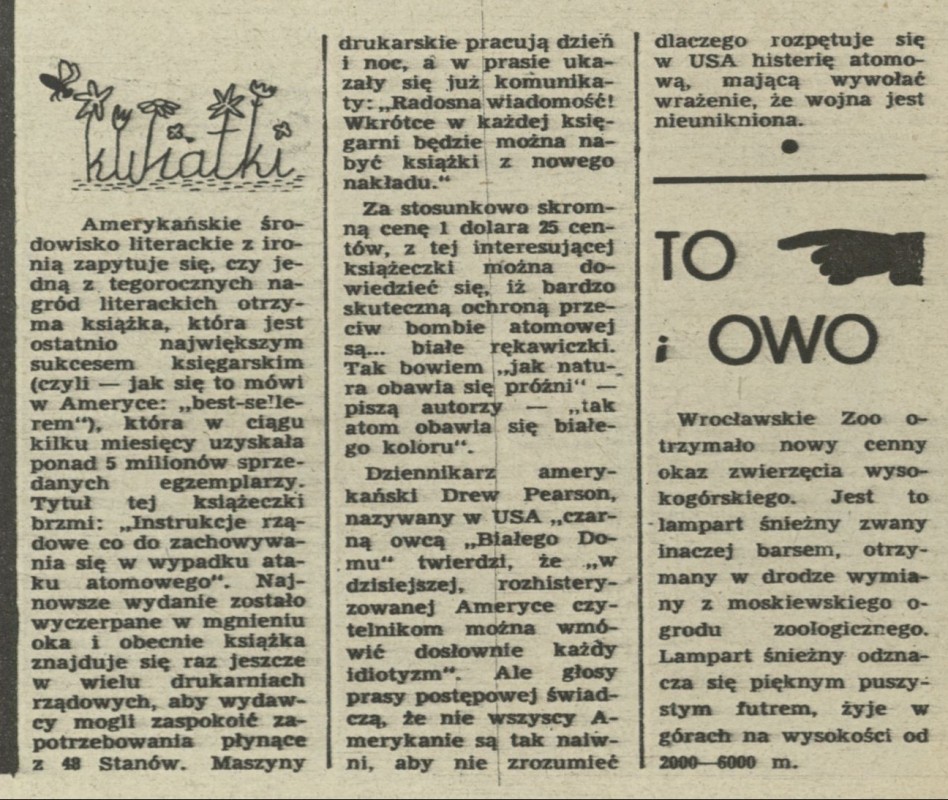 kwiatki
Amerykańskie śro-
dowisko literackie z iro-
nią zapytuje się, czy je-
dną z tegorocznych na-
gród literackich otrzy-
ma książka, która jest
ostatnio największym
sukcesem księgarskim
(czyli — jak się to mówi
w Ameryce: „best-selle-
rem“), która w ciągu
kilku miesięcy uzyskała
ponad 5 milionów sprze-
danych egzemplarzy.
Tytuł tej książeczki
brzmi: „Instrukcje rzą-
dowe co do zachowywa-
nia się w wypadku ata-
ku atomowego“. Naj-
nowsze wydanie zostało
wyczerpane w mgnieniu
oka i obecnie książka
znajduje się raz jeszcze
w wielu drukarniach
rządowych, aby wydaw-
cy mogli zaspokoić za-
potrzebowania płynące
z 48 Stanów. Maszyny
drukarskie pracują dzień
i noc, a w prasie uka-
zały się już komunika-
ty: „Radosna wiadomość!
Wkrótce w każdej księ-
garni będzie można na-
być książki z nowego
nakładu.“
Za stosunkowo skrom-
ną cenę 1 dolara 25 cen-
tów, z tej interesującej
książeczki można do-
wiedzieć się, iż bardzo
skuteczną ochroną prze-
ciw bombie atomowej
są... białe rękawiczki.
Tak bowiem „jak natu-
ra obawia się próżni“ —
piszą autorzy — „tak
atom obawia się białe-
go koloru“.
Dziennikarz amery-
kański Drew Pearson,
nazywany w USA „czar-
ną owcą „Białego Do-
mu“ twierdzi, że „w
dzisiejszej, rozhistery-
zowanej Ameryce czy-
telnikom można wmó-
wić dosłownie każdy
idiotyzm“. Ale głosy
prasy postępowej świad-
czą, że nie wszyscy A-
merykanie są tak naiw-
ni, aby nie zrozumieć
dlaczego rozpętuje się
w USA histerię atomo-
wą, mającą wywołać
wrażenie, że wojna jest
nieunikniona.
TO
i OWO
Wrocławskie Zoo o-
trzymało nowy cenny
okaz zwierzęcia wyso-
kogórskiego. Jest to
lampart śnieżny zwany
inaczej barsem, otrzy-
many w drodze wymia-
ny z moskiewskiego o-
grodu zoologicznego.
Lampart śnieżny odzna-
cza się pięknym puszy-
stym futrem, żyje w
górach na wysokości od
2000—6000 m.